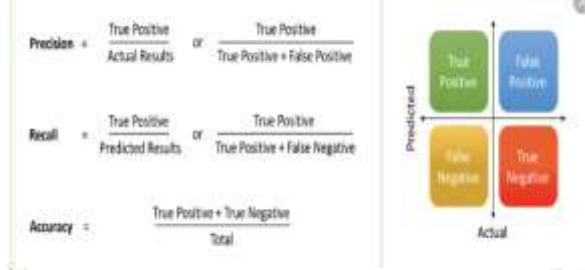 Precision = True Positive / Actual Results or True Positive / True Positive + False Positive
Recall = True Positive / Predicted Results or True Positive / True Positive + False Negative
Accuracy = True Positive + True Negative / Total
Predicted
True Positive
False Positive
False Negative
True Negative
Actual